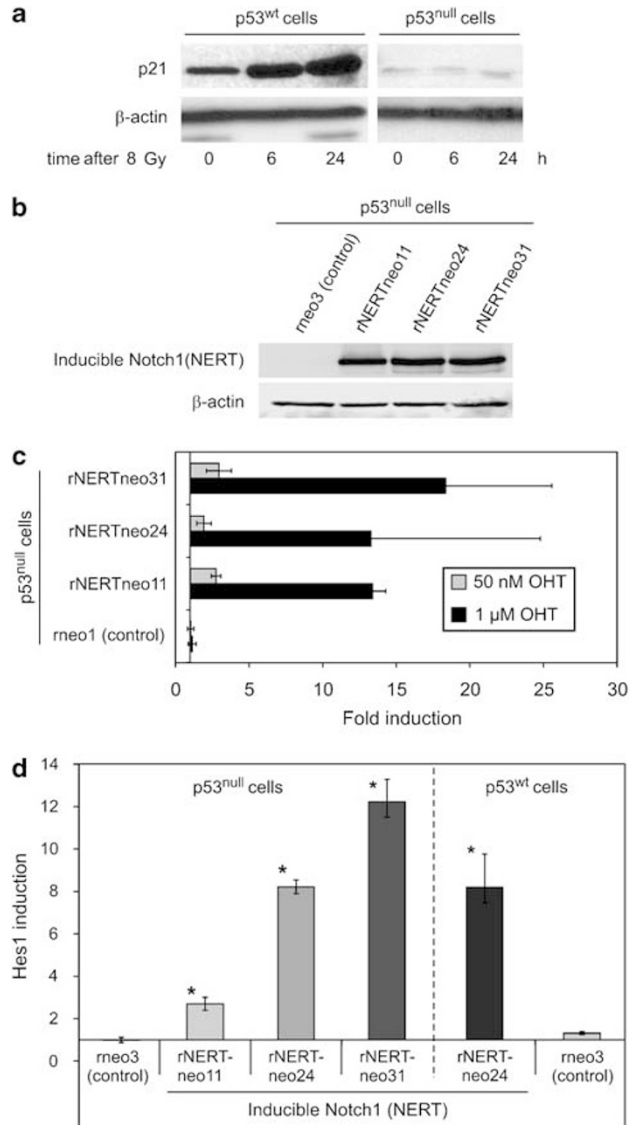 a
p53wt cells
p53null cells
p21
β-actin
time after 8 Gy
0
6
24
0
6
24
h
b
p53null cells
rneo3 (control)
rNERTneo11
rNERTneo24
rNERTneo31
Inducible Notch1(NERT)
β-actin
c
p53null cells
rNERTneo31
rNERTneo24
rNERTneo11
rneo1 (control)
50 nM OHT
1 μM OHT
0
5
10
15
20
25
30
Fold induction
d
p53null cells
p53wt cells
Hes1 induction
14
12
10
8
6
4
2
0
*
*
*
*
rneo3 (control)
rNERT-neo11
rNERT-neo24
rNERT-neo31
rNERT-neo24
rneo3 (control)
Inducible Notch1 (NERT)